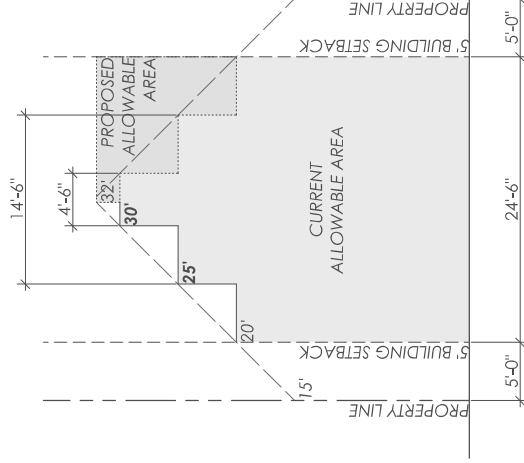 PROPERTY LINE
5' BUILDING SETBACK
5'-0"
PROPOSED
ALLOWABLE
AREA
14'-6"
4'-6"
32'
30'
25'
20'
15'
CURRENT
ALLOWABLE AREA
24'-6"
5' BUILDING SETBACK
5'-0"
PROPERTY LINE